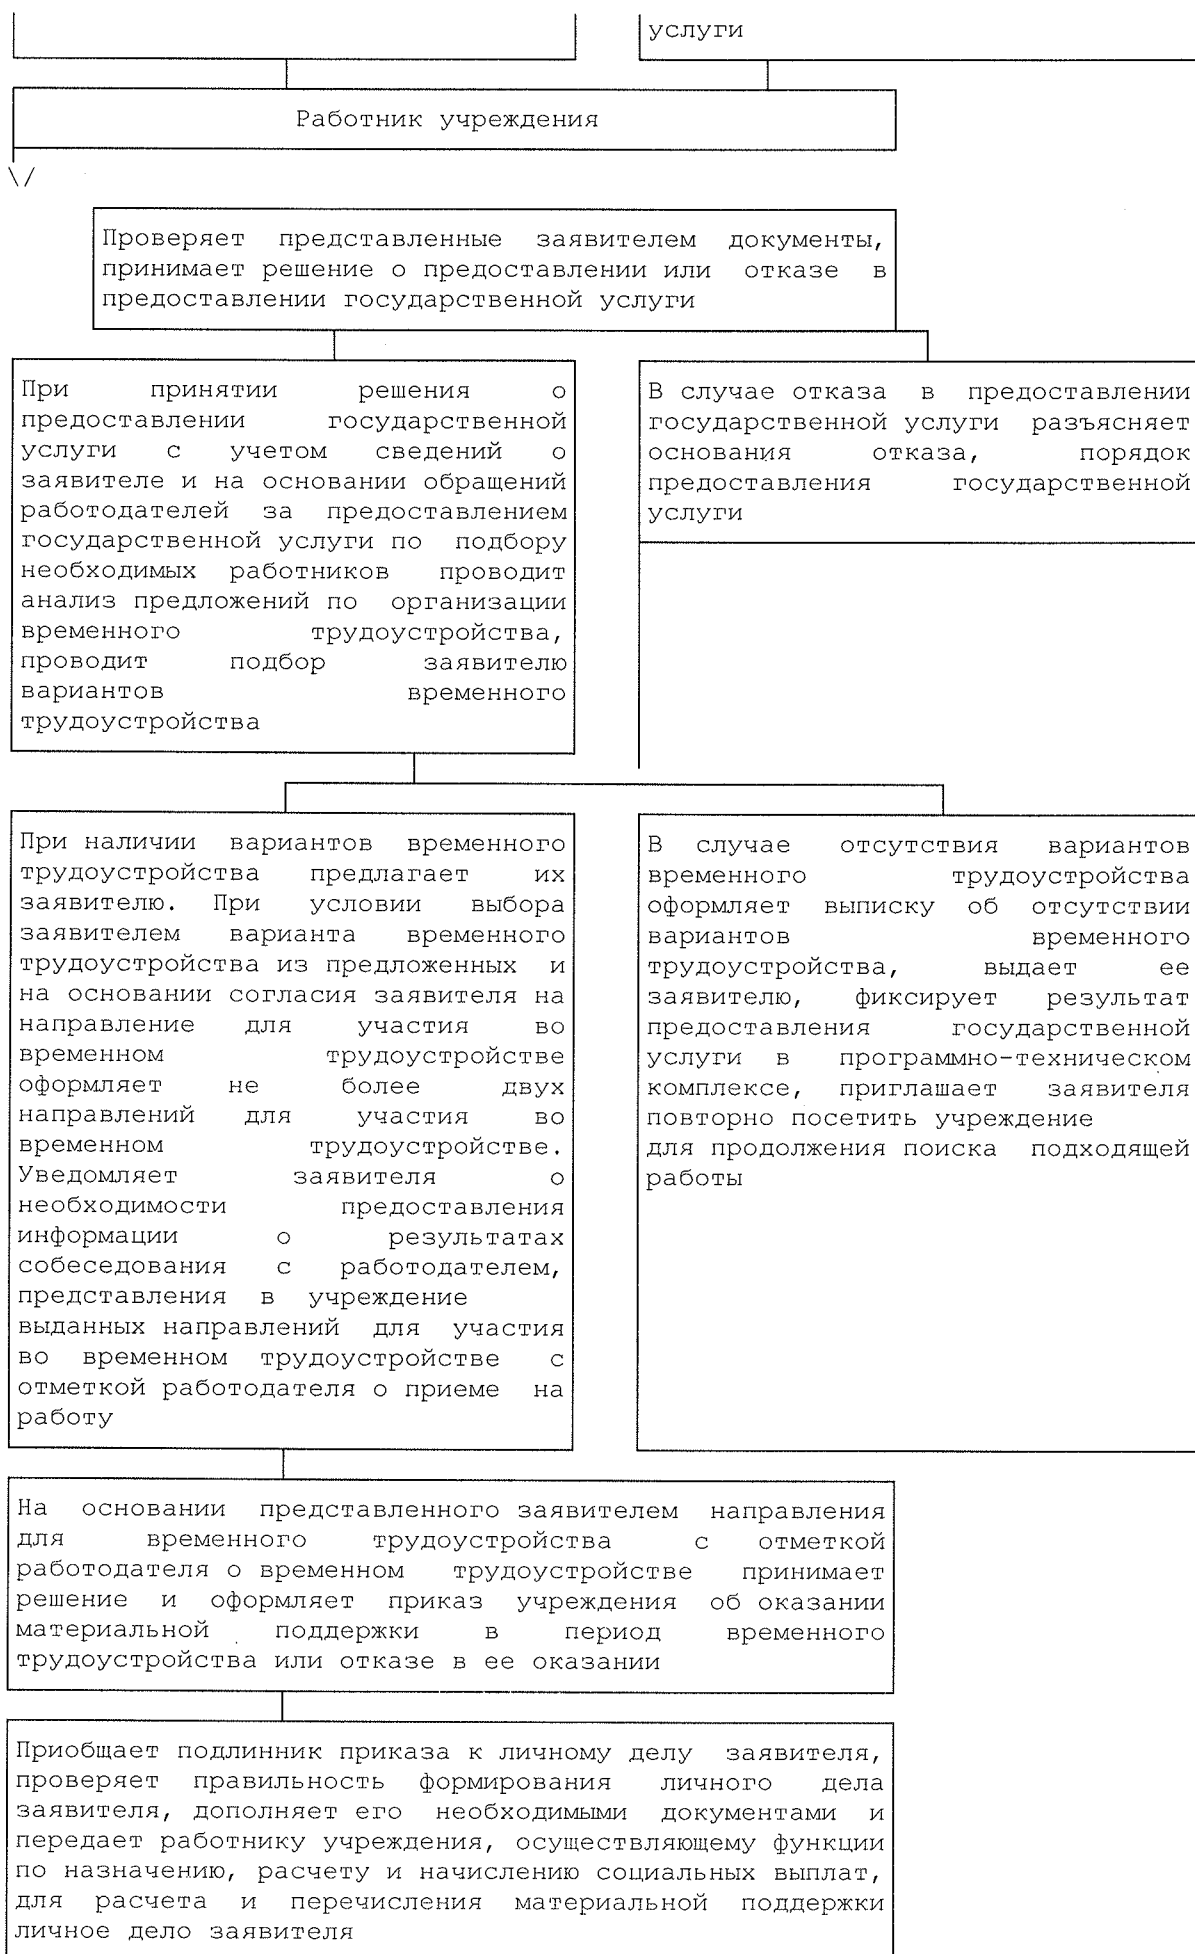 услуги
Работник учреждения
\/
Проверяет представленные заявителем документы,
принимает решение о предоставлении или отказе в
предоставлении государственной услуги
При принятии решения о
предоставлении государственной
услуги с учетом сведений о
заявителе и на основании обращений
работодателей за предоставлением
государственной услуги по подбору
необходимых работников проводит
анализ предложений по организации
временного трудоустройства,
проводит подбор заявителю
вариантов временного
трудоустройства
В случае отказа в предоставлении
государственной услуги разъясняет
основания отказа, порядок
предоставления государственной
услуги
При наличии вариантов временного
трудоустройства предлагает их
заявителю. При условии выбора
заявителем варианта временного
трудоустройства из предложенных и
на основании согласия заявителя на
направление для участия во
временном трудоустройстве
оформляет не более двух
направлений для участия во
временном трудоустройстве.
Уведомляет заявителя о
необходимости предоставления
информации о результатах
собеседования с работодателем,
представления в учреждение
выданных направлений для участия
во временном трудоустройстве с
отметкой работодателя о приеме на
работу
В случае отсутствия вариантов
временного трудоустройства
оформляет выписку об отсутствии
вариантов временного
трудоустройства, выдает ее
заявителю, фиксирует результат
предоставления государственной
услуги в программно-техническом
комплексе, приглашает заявителя
повторно посетить учреждение
для продолжения поиска подходящей
работы
На основании представленного заявителем направления
для временного трудоустройства с отметкой
работодателя о временном трудоустройстве принимает
решение и оформляет приказ учреждения об оказании
материальной поддержки в период временного
трудоустройства или отказе в ее оказании
Приобщает подлинник приказа к личному делу заявителя,
проверяет правильность формирования личного дела
заявителя, дополняет его необходимыми документами и
передает работнику учреждения, осуществляющему функции
по назначению, расчету и начислению социальных выплат,
для расчета и перечисления материальной поддержки
личное дело заявителя